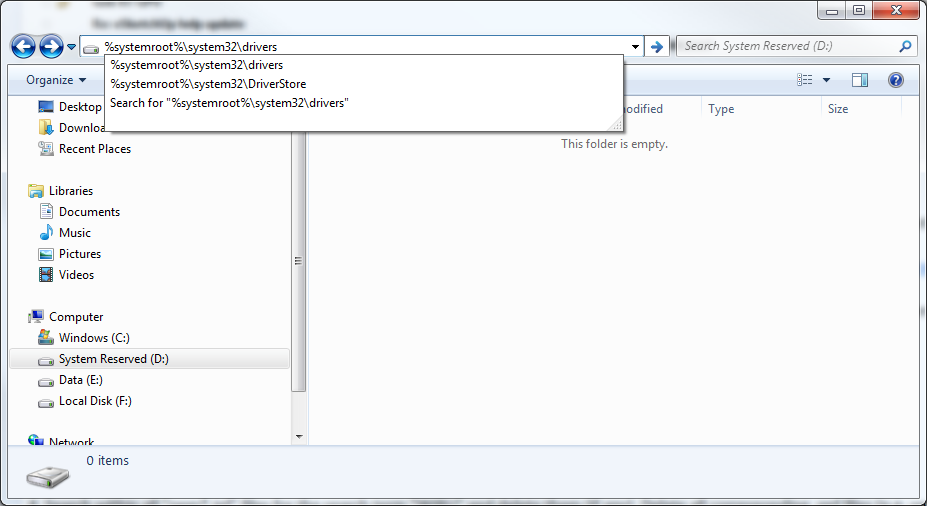 %systemroot%\system32\drivers
Search System Reserved (D:)
%systemroot%\system32\drivers
%systemroot%\system32\DriverStore
Search for "%systemroot%\system32\drivers"
Organize
Type
Size
This folder is empty.
Desktop
Recent Places
Libraries
Documents
Music
Pictures
Videos
Computer
Windows (C:)
System Reserved (D:)
Data (E:)
Local Disk (F:)
Network
0 items